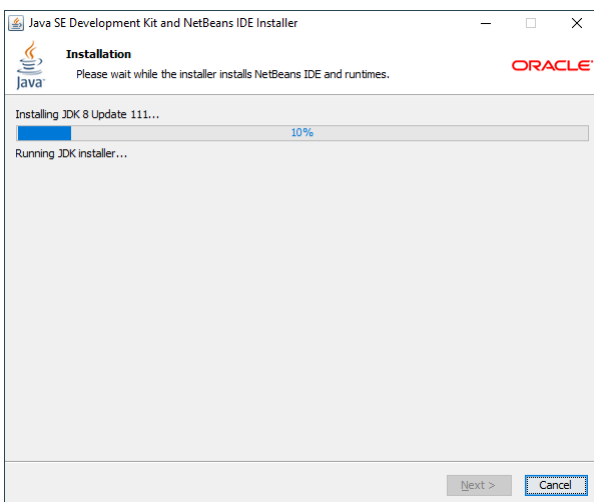 Java SE Development Kit and NetBeans IDE Installer
Java
Installation
Please wait while the installer installs NetBeans IDE and runtimes.
ORACLE
Installing JDK 8 Update 111...
10%
Running JDK installer...
Next >
Cancel